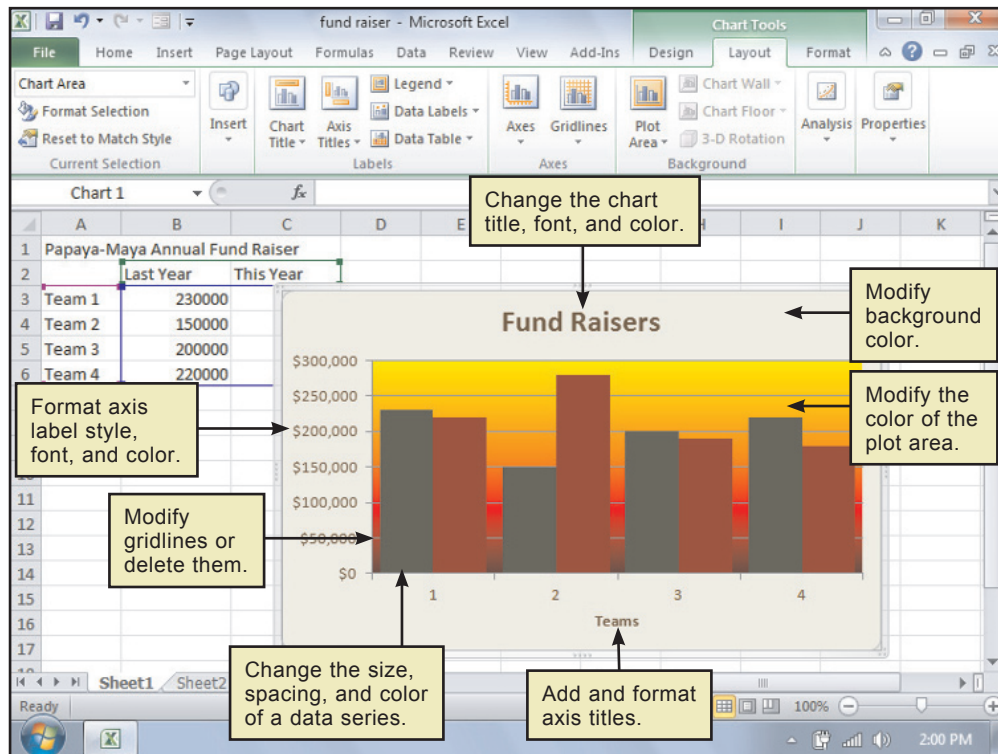 fund raiser - Microsoft Excel
Chart Tools
File Home Insert Page Layout Formulas Data Review View Add-Ins Design Layout Format
Chart Area
Format Selection
Reset to Match Style
Current Selection
Insert
Chart Title
Axis Titles
Legend
Data Labels
Data Table
Labels
Axes
Gridlines
Axes
Plot Area
Chart Wall
Chart Floor
3-D Rotation
Background
Analysis
Properties
Chart 1
fx
Change the chart
title, font, and color.
A B C D E H I J K
1 Papaya-Maya Annual Fund Raiser
2 Last Year This Year
3 Team 1 230000
4 Team 2 150000
5 Team 3 200000
6 Team 4 220000
11
12
13
14
15
16
17
Modify
background
color.
Fund Raisers
$300,000
$250,000
$200,000
$150,000
$100,000
$50,000
$0
1 2 3 4
Teams
Format axis
label style,
font, and color.
Modify the
color of the
plot area.
Modify
gridlines or
delete them.
Change the size,
spacing, and color
of a data series.
Add and format
axis titles.
Sheet1 Sheet2
Ready
100%
2:00 PM